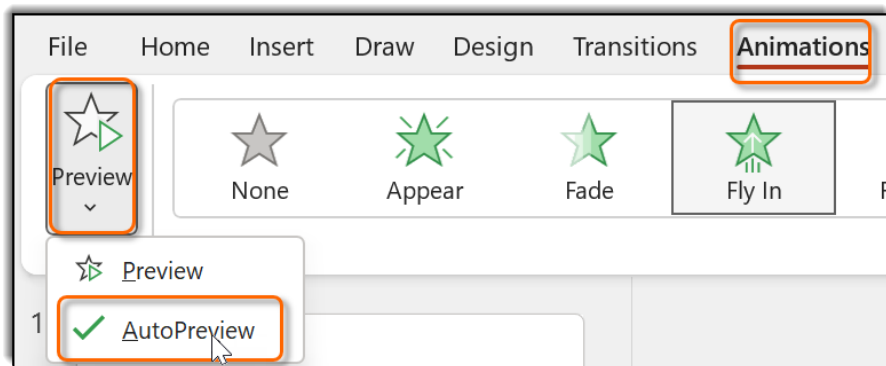 File Home Insert Draw Design Transitions Animations
Preview
None Appear Fade Fly In
Preview
AutoPreview
1